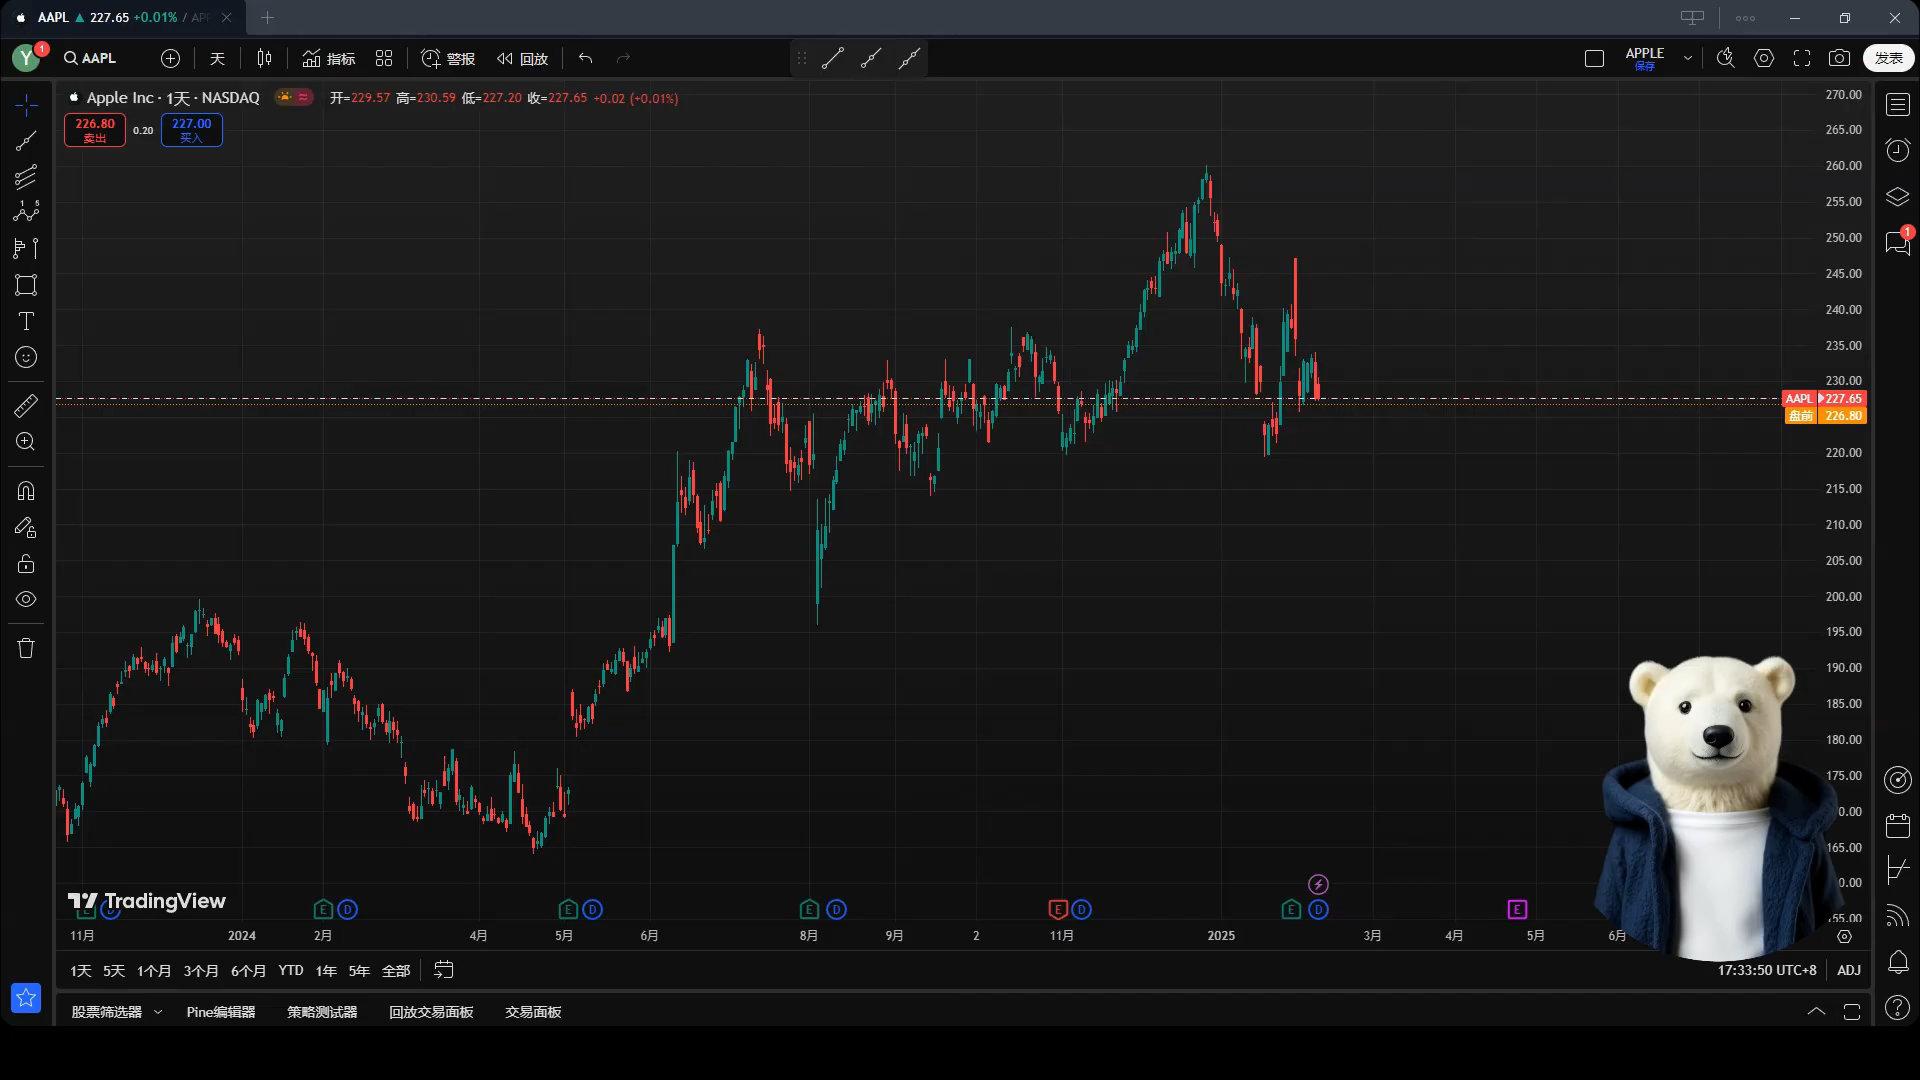 AAPL ▲ 227.65 +0.01% / AP
Y 1 AAPL 天 指标 警报 回放 APPLE 保存 发表
Apple Inc · 1天 · NASDAQ 开=229.57 高=230.59 低=227.20 收=227.65 +0.02 (+0.01%)
226.80 卖出 0.20 227.00 买入
270.00
265.00
260.00
255.00
250.00
245.00
240.00
235.00
230.00
AAPL 227.65
盘前 226.80
220.00
215.00
210.00
205.00
200.00
195.00
190.00
185.00
180.00
175.00
0.00
165.00
0.00
55.00
1
TradingView
E D E D E D E D E D E D E
11月 2024 2月 4月 5月 6月 8月 9月 2 11月 2025 3月 4月 5月 6月
1天 5天 1个月 3个月 6个月 YTD 1年 5年 全部 17:33:50 UTC+8 ADJ
股票筛选器 Pine编辑器 策略测试器 回放交易面板 交易面板